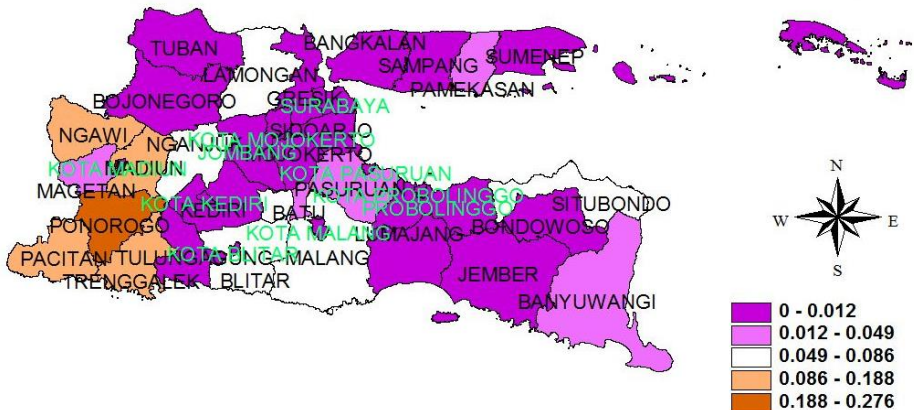 TUBAN
BANGKALAN
LAMONGAN
SAMPANG
SUMENEP
PAMEKASAN
BOJONEGORO
GRESIK
SURABAYA
NGAWI
SIDOARJO
KOTA MOJOKERTO
JOMBANG
KOTA MADIUN
MAGETAN
KOTA PASURUAN
PASURUAN
KOTA PROBOLINGGO
PROBOLINGGO
KOTA KEDIRI
KEDIRI
BATU
SITUBONDO
PONOROGO
KOTA MALANG
LUMAJANG
BONDOWOSO
KOTA BLITAR
PACITAN
MALANG
TRENGGALEK
BLITAR
JEMBER
BANYUWANGI
N
W
E
S
0 - 0.012
0.012 - 0.049
0.049 - 0.086
0.086 - 0.188
0.188 - 0.276